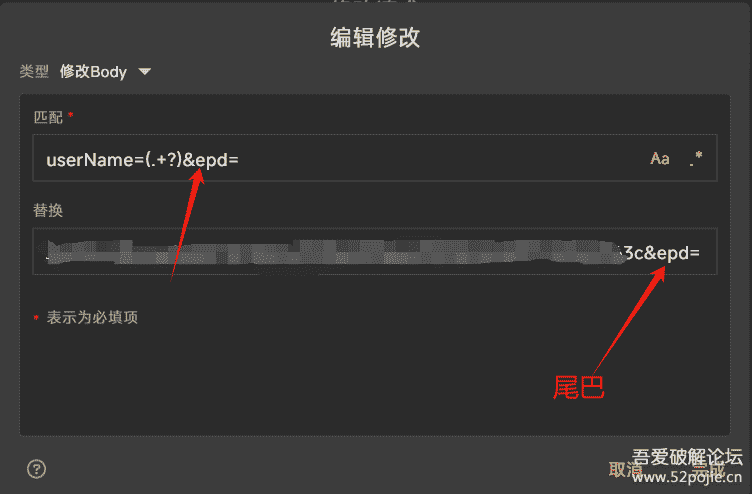 编辑修改
类型 修改Body
匹配 *
userName=(.+?)&epd= Aa .*
替换
3c&epd=
* 表示为必填项
尾巴
? 取消 完成
吾爱破解论坛
www.52pojie.cn